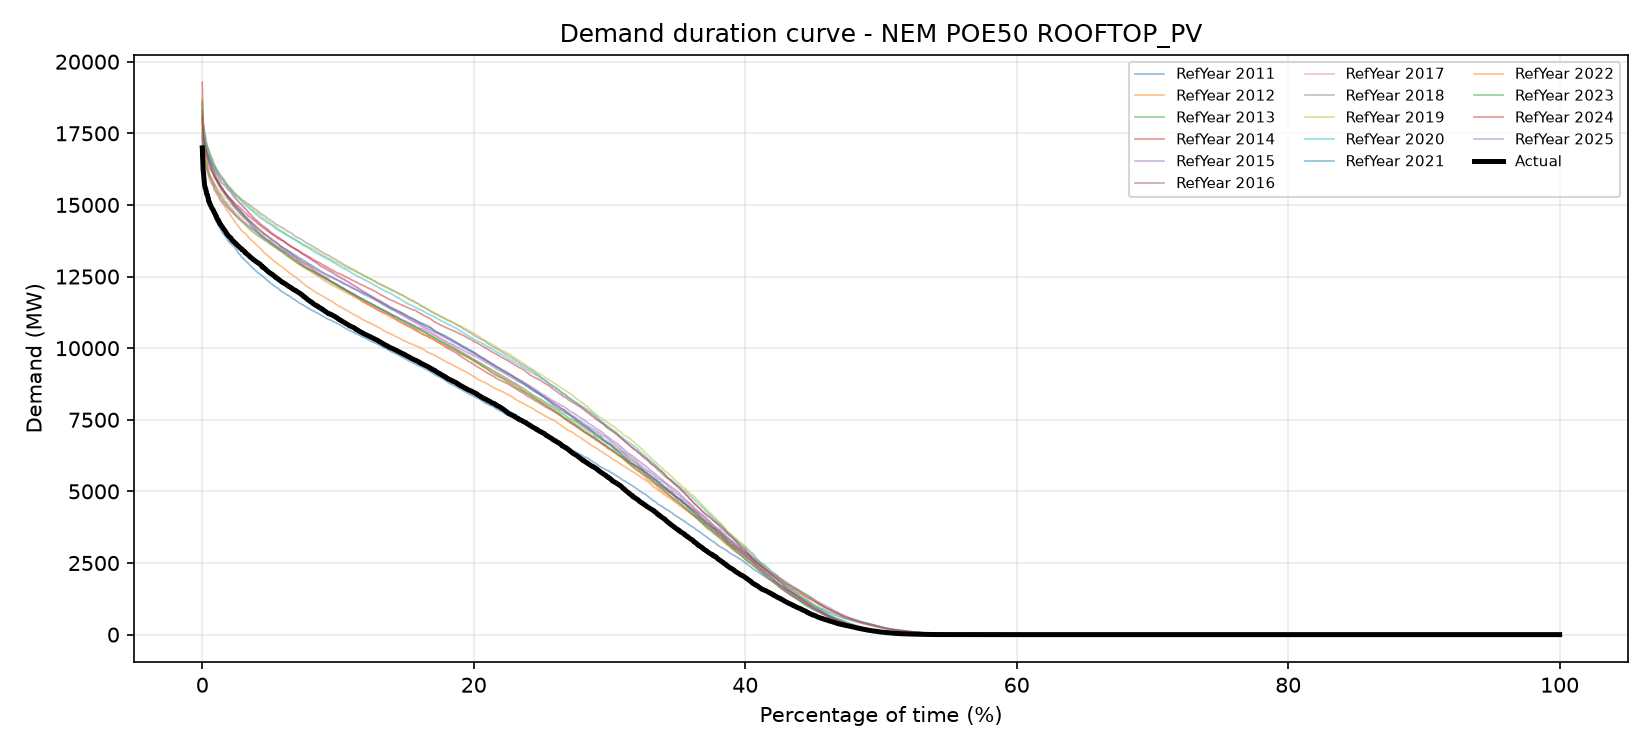 Demand duration curve - NEM POE50 ROOFTOP_PV
Demand (MW)
20000
17500
15000
12500
10000
7500
5000
2500
0
RefYear 2011
RefYear 2012
RefYear 2013
RefYear 2014
RefYear 2015
RefYear 2016
RefYear 2017
RefYear 2018
RefYear 2019
RefYear 2020
RefYear 2021
RefYear 2022
RefYear 2023
RefYear 2024
RefYear 2025
Actual
0
20
40
60
80
100
Percentage of time (%)